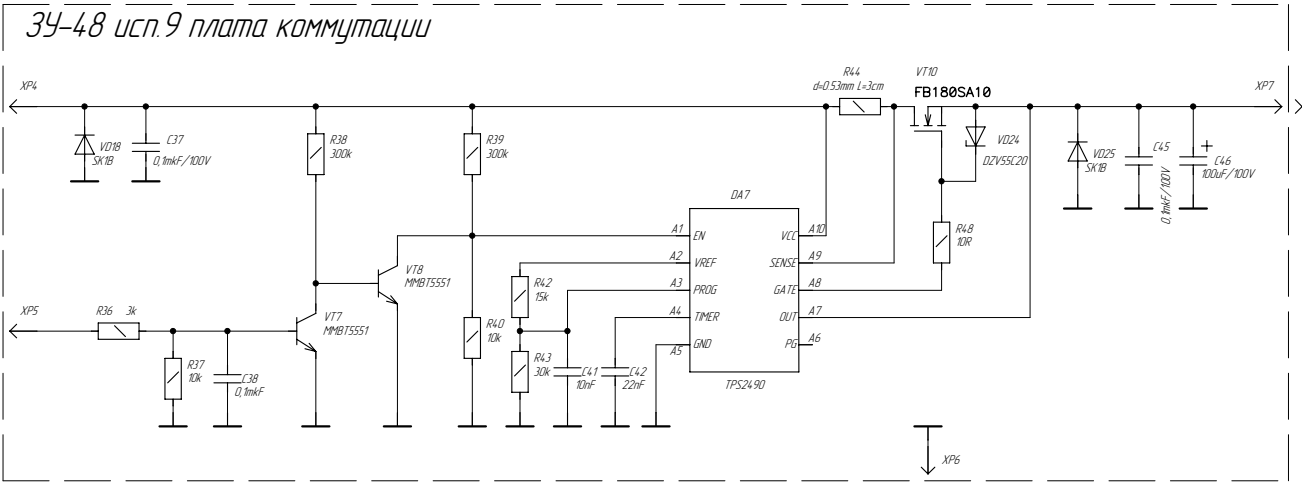 ЗУ-48 исп.9 плата коммутации
XP4
R44
d=0.53mm L=3cm
VT10
FB180SA10
XP7
VD18
SK1B
C37
0,1mkF/100V
R38
300k
R39
300k
VD24
DZV55C20
VD25
SK1B
C45
0,1mkF/100V
+
C46
100uF/100V
DA7
A1 EN
A2 VREF
A3 PROG
A4 TIMER
A5 GND
VCC A10
SENSE A9
GATE A8
OUT A7
PG A6
TPS2490
R48
10R
VT8
MMBT5551
R42
15k
XP5
R36 3k
VT7
MMBT5551
R40
10k
R37
10k
C38
0,1mkF
R43
30k
C41
10nF
C42
22nF
XP6